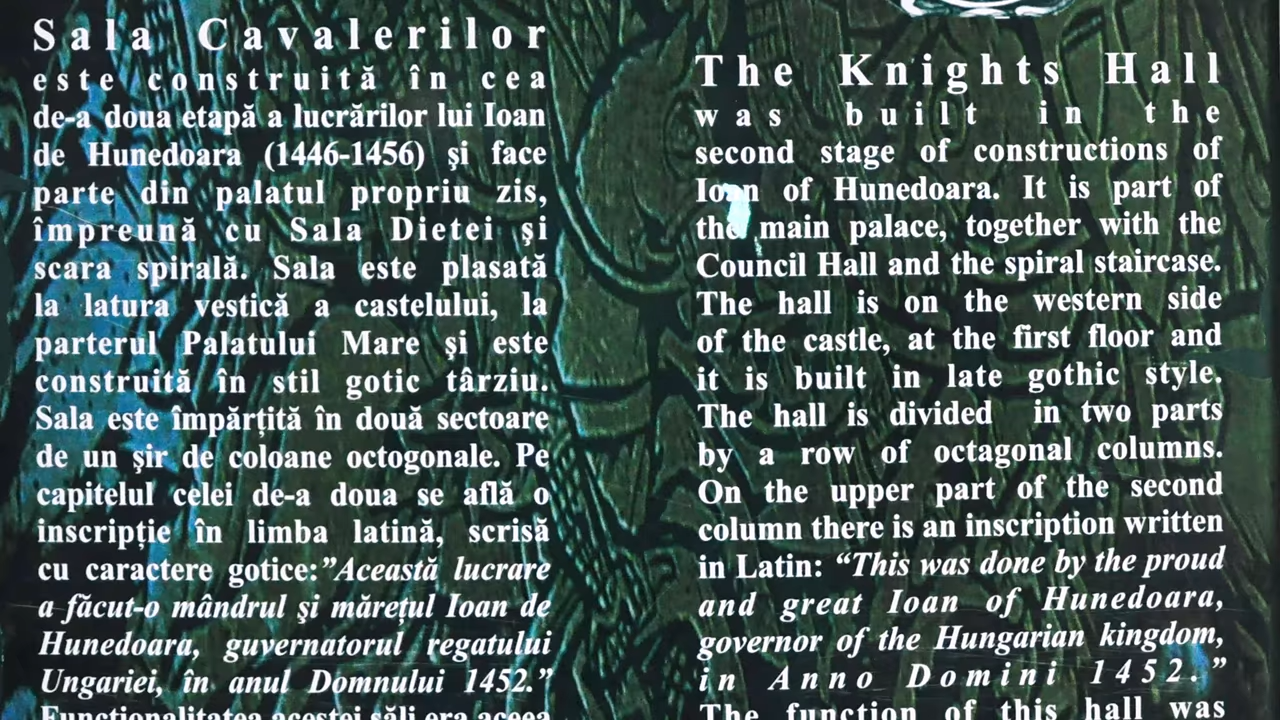 Sala Cavalerilor
este construită în cea
de-a doua etapă a lucrărilor lui Ioan
de Hunedoara (1446-1456) şi face
parte din palatul propriu zis,
împreună cu Sala Dietei şi
scara spirală. Sala este plasată
la latura vestică a castelului, la
parterul Palatului Mare şi este
construită în stil gotic târziu.
Sala este împărțită în două sectoare
de un şir de coloane octogonale. Pe
capitelul celei de-a doua se află o
inscripție în limba latină, scrisă
cu caractere gotice:”Această lucrare
a făcut-o mândrul şi mărețul Ioan de
Hunedoara, guvernatorul regatului
Ungariei, în anul Domnului 1452.”
Funcționalitatea acestei săli era aceea
The Knights Hall
was built in the
second stage of constructions of
Ioan of Hunedoara. It is part of
the main palace, together with the
Council Hall and the spiral staircase.
The hall is on the western side
of the castle, at the first floor and
it is built in late gothic style.
The hall is divided in two parts
by a row of octagonal columns.
On the upper part of the second
column there is an inscription written
in Latin: “This was done by the proud
and great Ioan of Hunedoara,
governor of the Hungarian kingdom,
in Anno Domini 1452.”
The function of this hall was